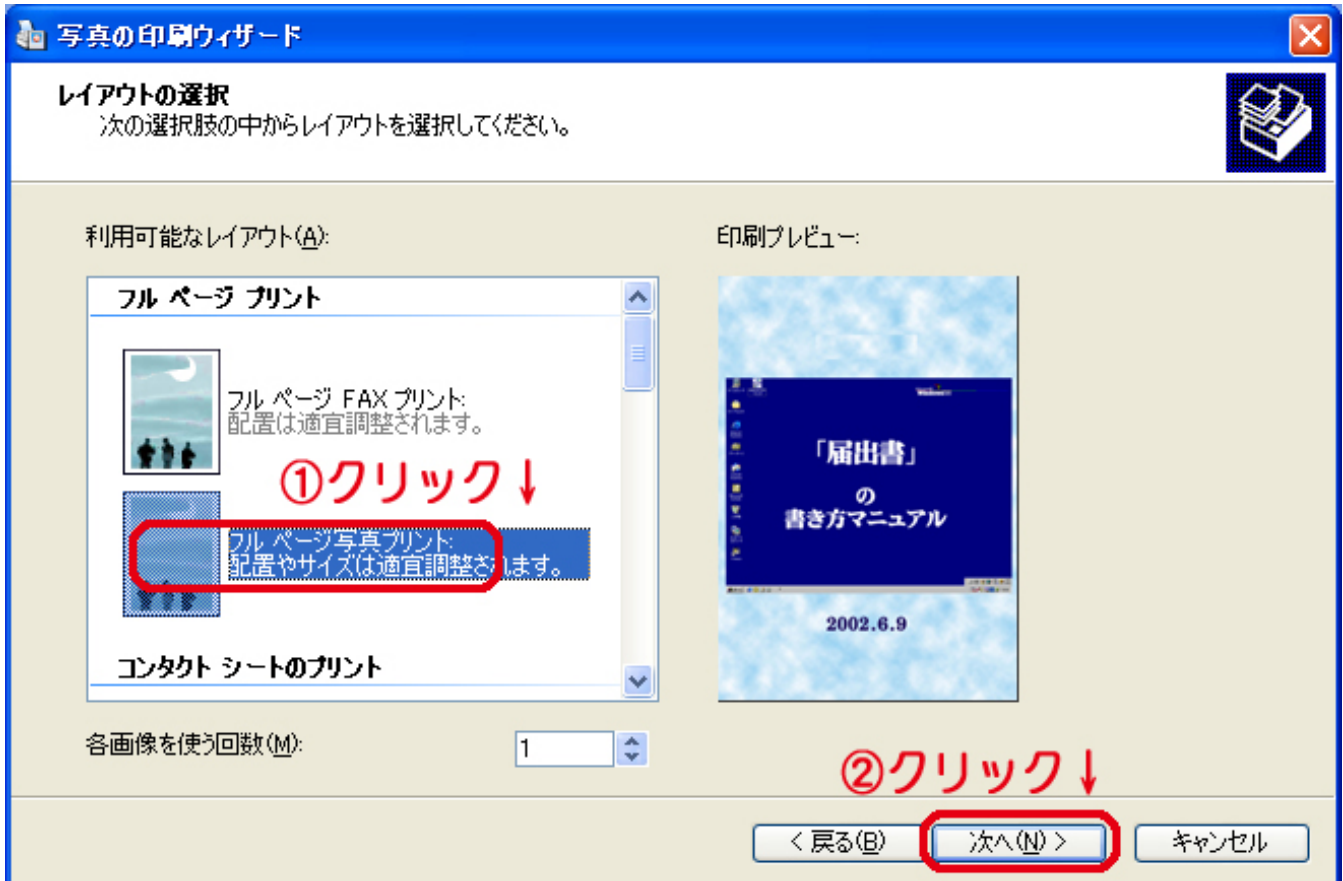 写真の印刷ウィザード
レイアウトの選択
次の選択肢の中からレイアウトを選択してください。
利用可能なレイアウト(A):
フル ページ プリント
フル ページ FAX プリント:
配置は適宜調整されます。
①クリック↓
フル ページ写真プリント:
配置やサイズは適宜調整されます。
コンタクト シートのプリント
各画像を使う回数(M):
1
印刷プレビュー:
「届出書」
の
書き方マニュアル
2002.6.9
②クリック↓
< 戻る(B)
次へ(N) >
キャンセル